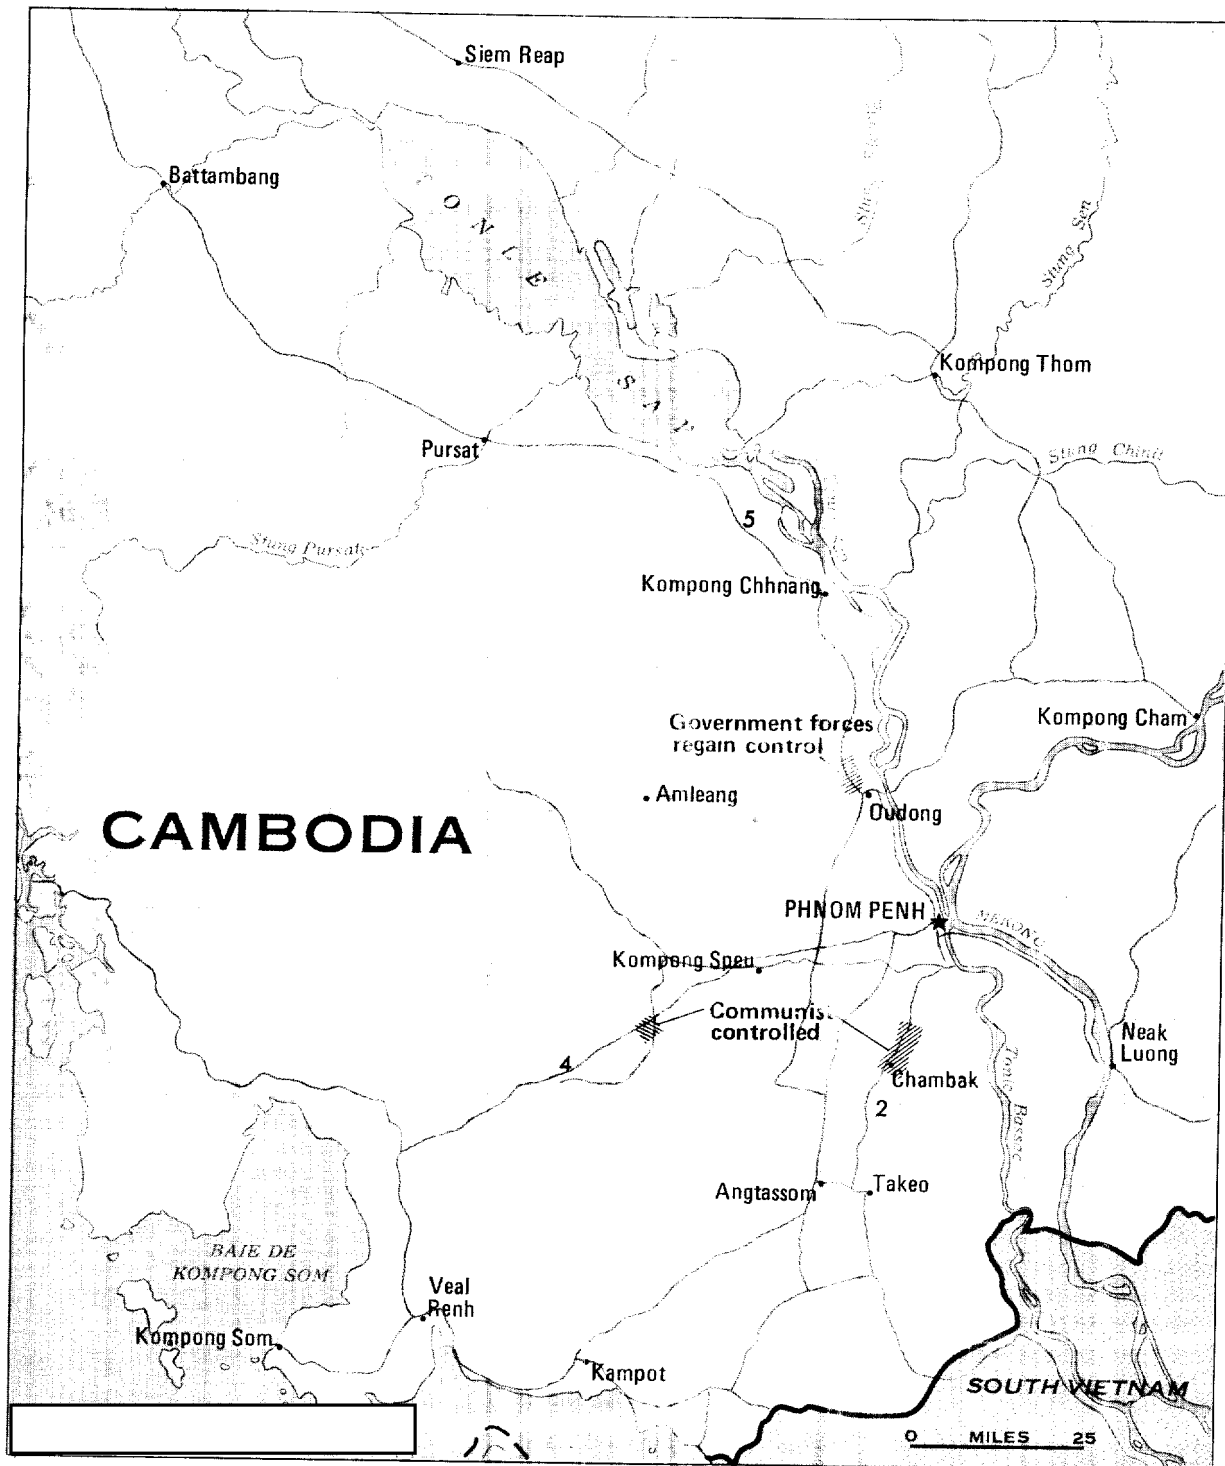 Siem Reap
Battambang
TONLE
SAP
Stung Sen
Kompong Thom
Pursat
Stung Chinit
5
Stung Pursat
Kompong Chhnang
Government forces
regain control
Kompong Cham
Amleang
Oudong
CAMBODIA
PHNOM PENH
MEKONG
Kompong Speu
Communist
controlled
Neak
Luong
4
Chambak
2
Tonle Bassac
Angtassom
Takeo
BAIE DE
KOMPONG SOM
Veal
Renh
Kompong Som
Kampot
SOUTH VIETNAM
0 MILES 25